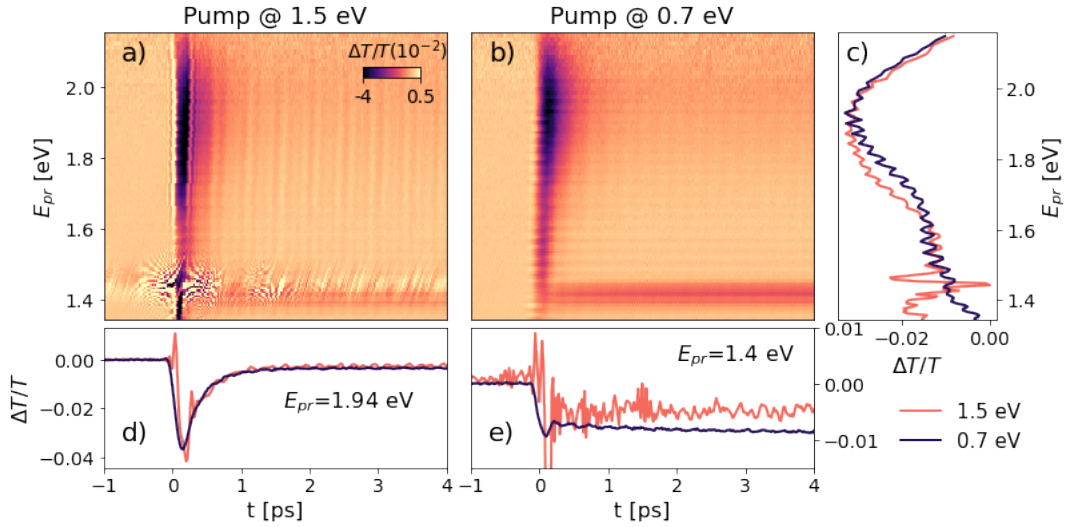 Pump @ 1.5 eV
Pump @ 0.7 eV
a)
ΔT/T(10⁻²)
-4 0.5
b)
c)
E_pr [eV]
2.0
1.8
1.6
1.4
2.0
1.8
1.6
1.4
E_pr [eV]
-0.02 0.00
ΔT/T
1.5 eV
0.7 eV
ΔT/T
0.00
-0.02
-0.04
d)
E_pr=1.94 eV
-1 0 1 2 3 4
t [ps]
e)
E_pr=1.4 eV
0.01
0.00
-0.01
-1 0 1 2 3 4
t [ps]